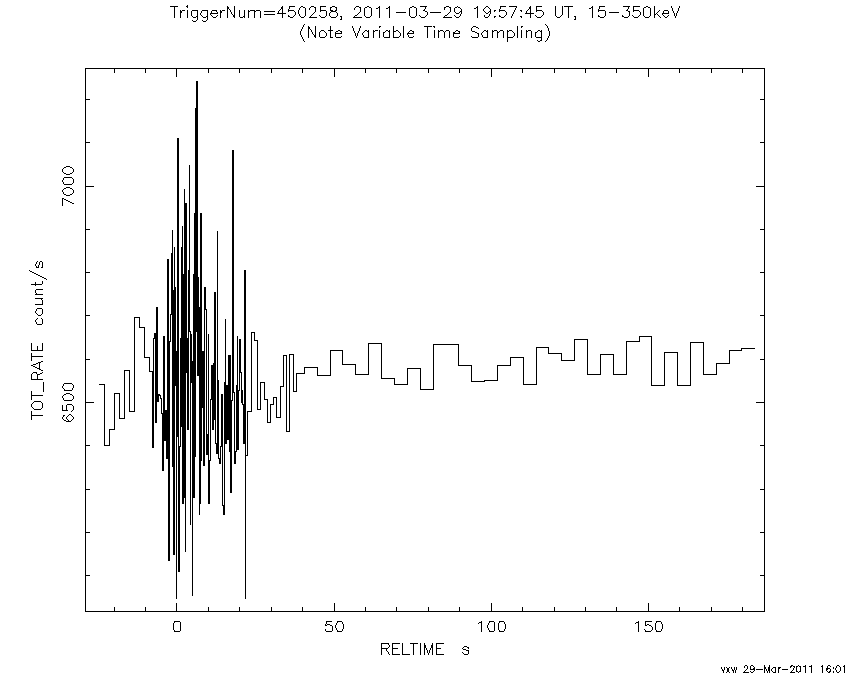 TriggerNum=450258, 2011-03-29 19:57:45 UT, 15-350keV
(Note Variable Time Sampling)
7000
6500
TOT_RATE count/s
0 50 100 150
RELTIME s
vxw 29-Mar-2011 16:01